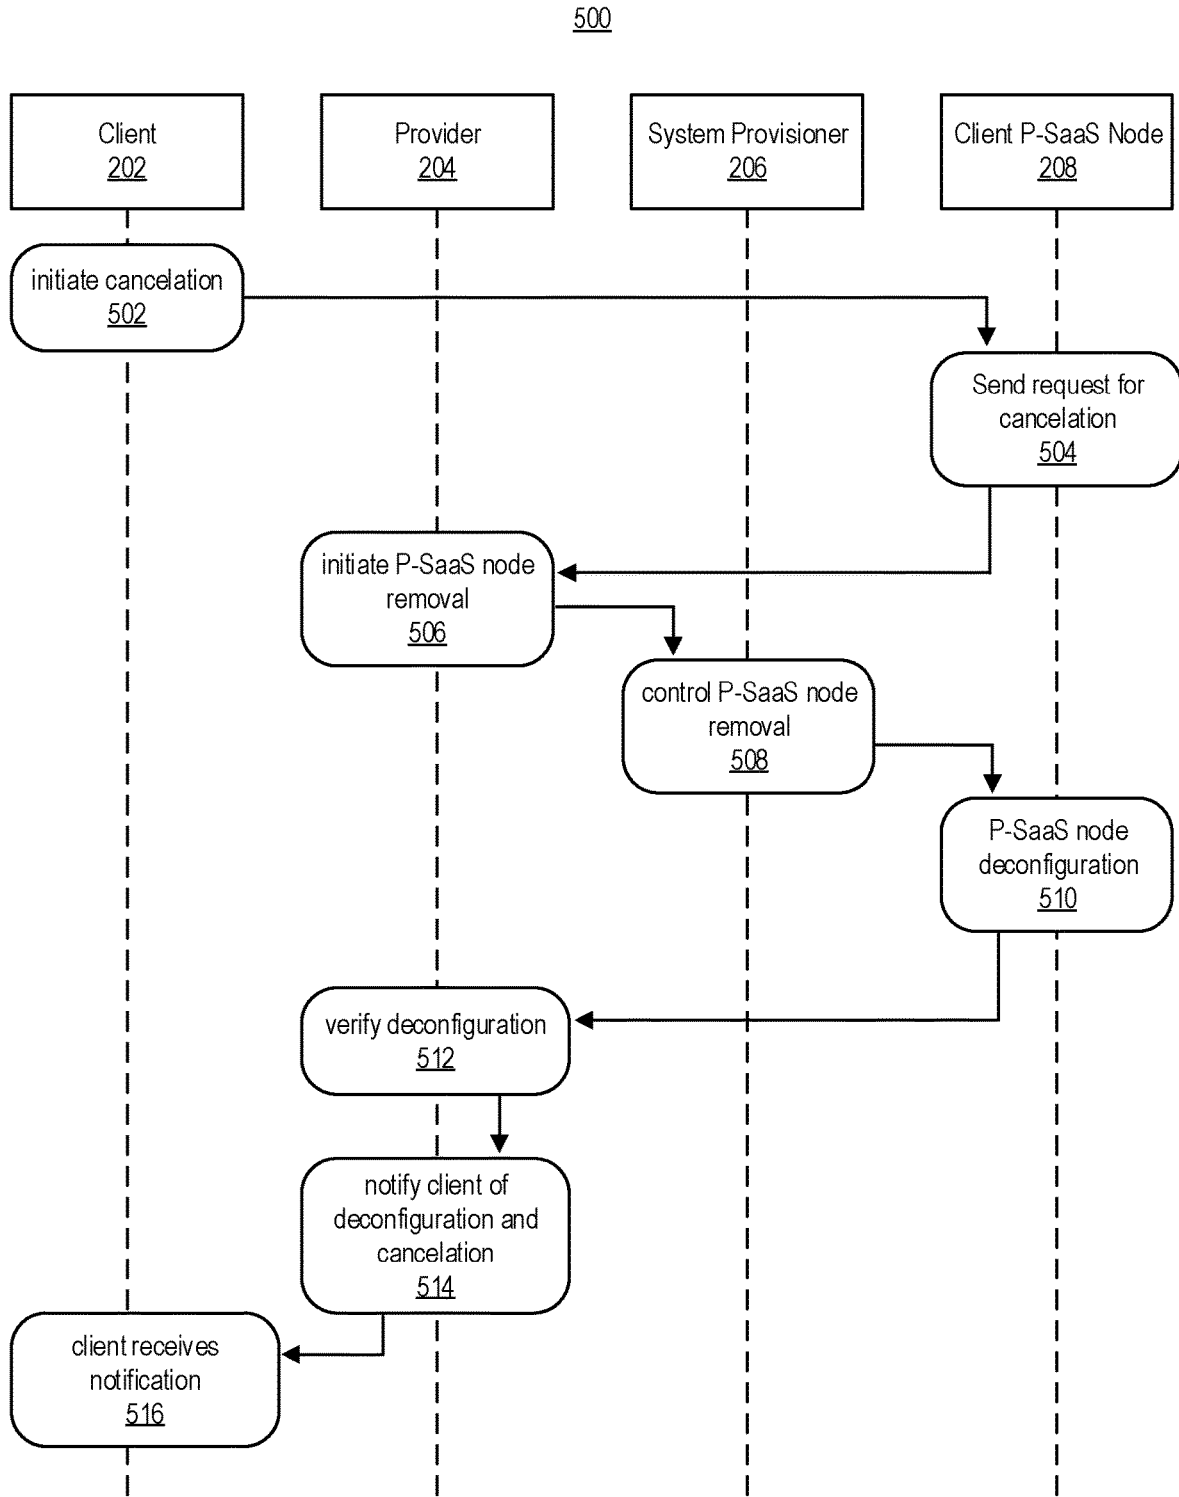 500
Client
202
Provider
204
System Provisioner
206
Client P-SaaS Node
208
initiate cancelation
502
Send request for
cancelation
504
initiate P-SaaS node
removal
506
control P-SaaS node
removal
508
P-SaaS node
deconfiguration
510
verify deconfiguration
512
notify client of
deconfiguration and
cancelation
514
client receives
notification
516